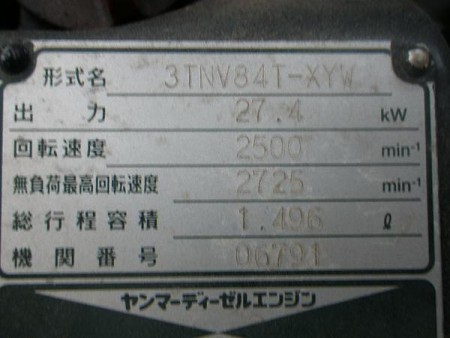 形式名 3TNV84T-XYW
出力 27.4 kW
回転速度 2500 min-1
無負荷最高回転速度 2725 min-1
総行程容積 1.496 ℓ
機関番号 06791
ヤンマーディーゼルエンジン